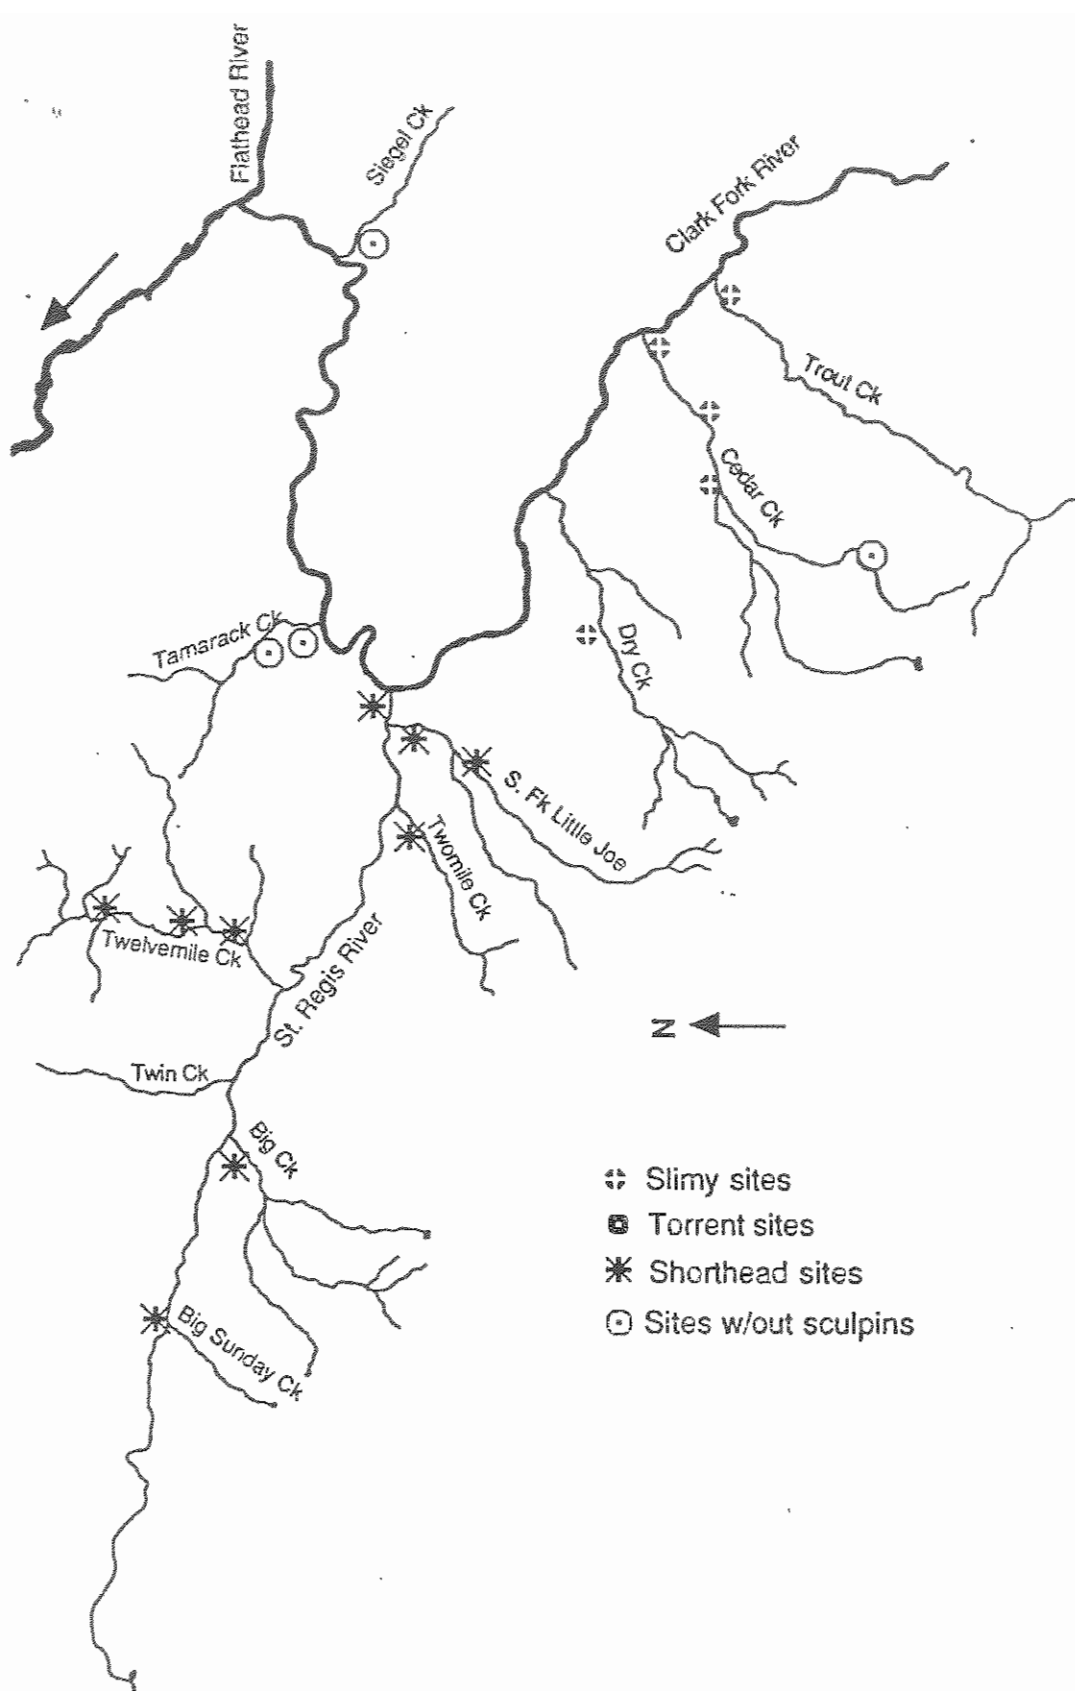 Flathead River
Siegel Ck
Clark Fork River
Trout Ck
Cedar Ck
Dry Ck
Tamarack Ck
S. Fk Little Joe
Twomile Ck
Twelvemile Ck
St. Regis River
N
Twin Ck
Big Ck
Big Sunday Ck
Slimy sites
Torrent sites
Shorthead sites
Sites w/out sculpins